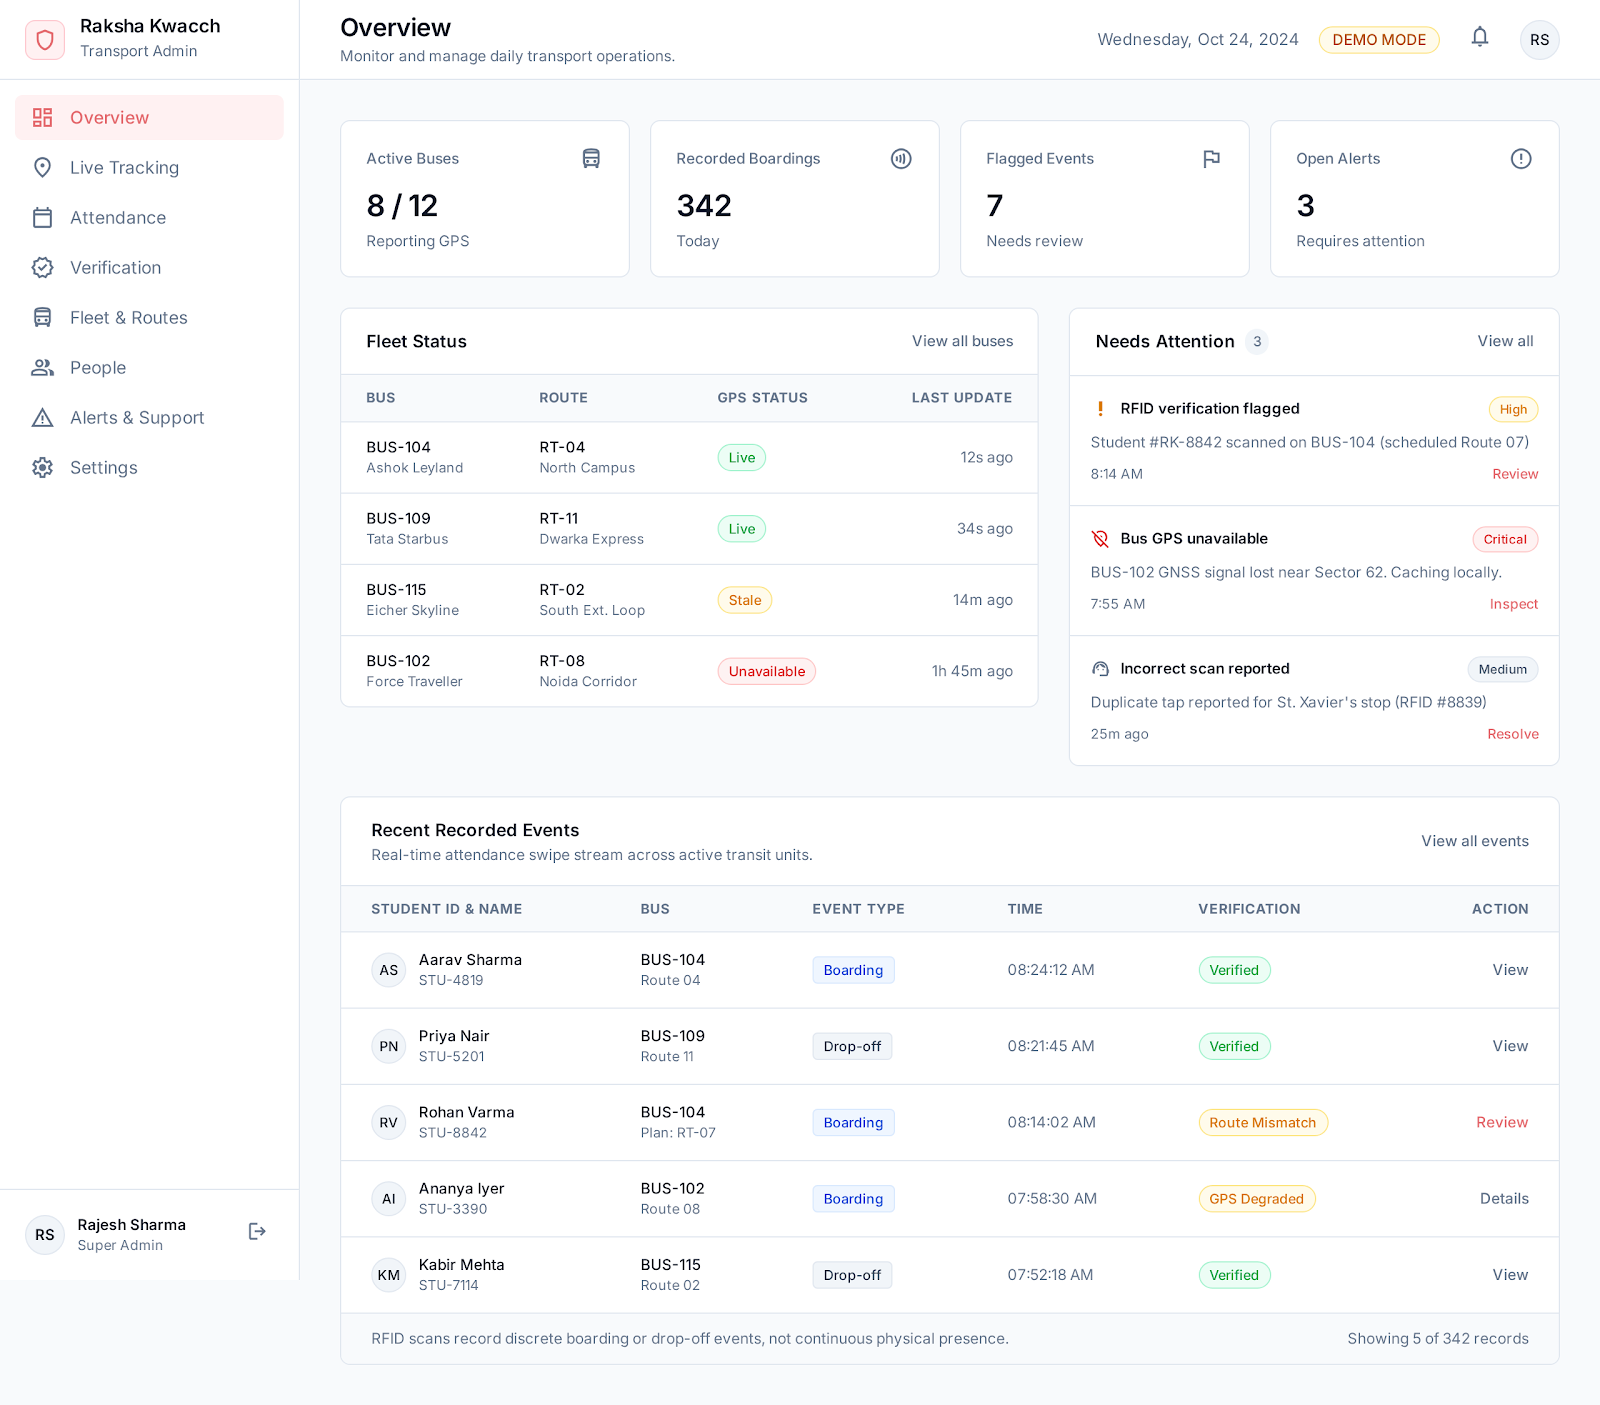 Raksha Kwacch
Transport Admin
Overview
Live Tracking
Attendance
Verification
Fleet & Routes
People
Alerts & Support
Settings
RS
Rajesh Sharma
Super Admin
Overview
Monitor and manage daily transport operations.
Wednesday, Oct 24, 2024
DEMO MODE
RS
Active Buses
8 / 12
Reporting GPS
Recorded Boardings
342
Today
Flagged Events
7
Needs review
Open Alerts
3
Requires attention
Fleet Status
View all buses
BUS ROUTE GPS STATUS LAST UPDATE
BUS-104 RT-04
Ashok Leyland North Campus
Live 12s ago
BUS-109 RT-11
Tata Starbus Dwarka Express
Live 34s ago
BUS-115 RT-02
Eicher Skyline South Ext. Loop
Stale 14m ago
BUS-102 RT-08
Force Traveller Noida Corridor
Unavailable 1h 45m ago
Needs Attention 3
View all
RFID verification flagged High
Student #RK-8842 scanned on BUS-104 (scheduled Route 07)
8:14 AM Review
Bus GPS unavailable Critical
BUS-102 GNSS signal lost near Sector 62. Caching locally.
7:55 AM Inspect
Incorrect scan reported Medium
Duplicate tap reported for St. Xavier's stop (RFID #8839)
25m ago Resolve
Recent Recorded Events
Real-time attendance swipe stream across active transit units.
View all events
STUDENT ID & NAME BUS EVENT TYPE TIME VERIFICATION ACTION
Aarav Sharma BUS-104
AS Boarding 08:24:12 AM Verified View
STU-4819 Route 04
Priya Nair BUS-109
PN Drop-off 08:21:45 AM Verified View
STU-5201 Route 11
Rohan Varma BUS-104
RV Boarding 08:14:02 AM Route Mismatch Review
STU-8842 Plan: RT-07
Ananya Iyer BUS-102
AI Boarding 07:58:30 AM GPS Degraded Details
STU-3390 Route 08
Kabir Mehta BUS-115
KM Drop-off 07:52:18 AM Verified View
STU-7114 Route 02
RFID scans record discrete boarding or drop-off events, not continuous physical presence.
Showing 5 of 342 records